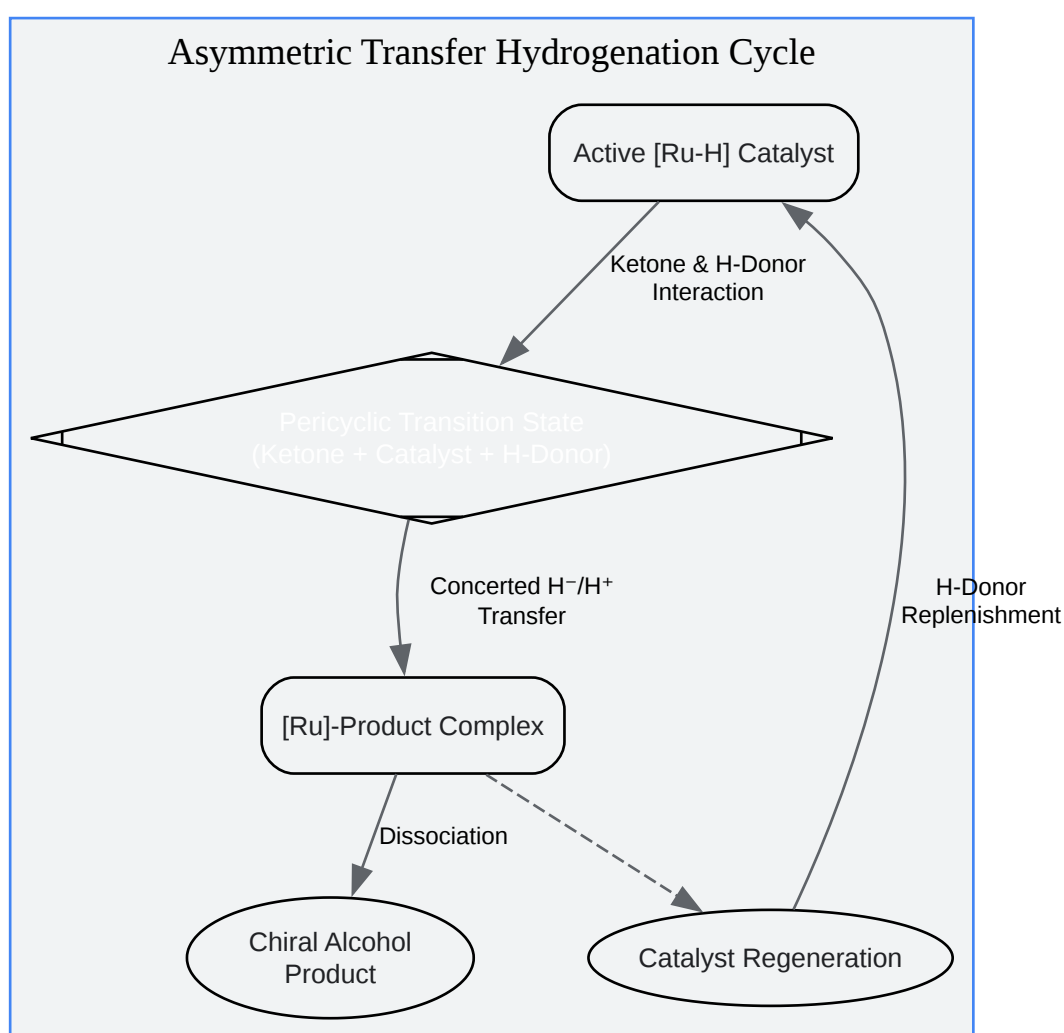 Asymmetric Transfer Hydrogenation Cycle
Active [Ru-H] Catalyst
Ketone & H-Donor
Interaction
Pericyclic Transition State
(Ketone + Catalyst + H-Donor)
Concerted H⁻/H⁺
Transfer
H-Donor
Replenishment
[Ru]-Product Complex
Dissociation
Chiral Alcohol
Product
Catalyst Regeneration